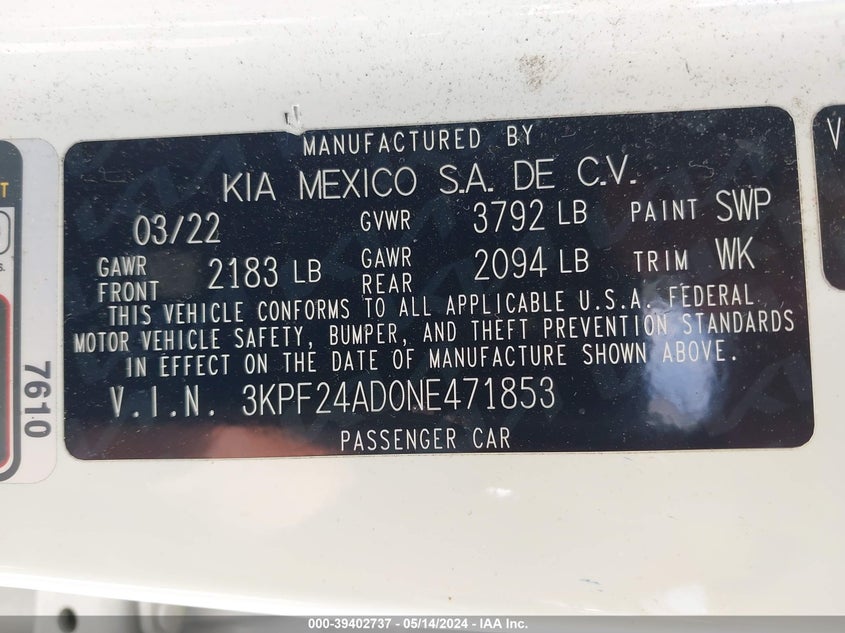 MANUFACTURED BY
KIA MEXICO S.A. DE C.V.
03/22 GVWR 3792 LB PAINT SWP
GAWR FRONT 2183 LB GAWR REAR 2094 LB TRIM WK
THIS VEHICLE CONFORMS TO ALL APPLICABLE U.S.A. FEDERAL
MOTOR VEHICLE SAFETY, BUMPER, AND THEFT PREVENTION STANDARDS
IN EFFECT ON THE DATE OF MANUFACTURE SHOWN ABOVE.
V.I.N. 3KPF24AD0NE471853
PASSENGER CAR
7610
000-39402737 - 05/14/2024 - IAA Inc.